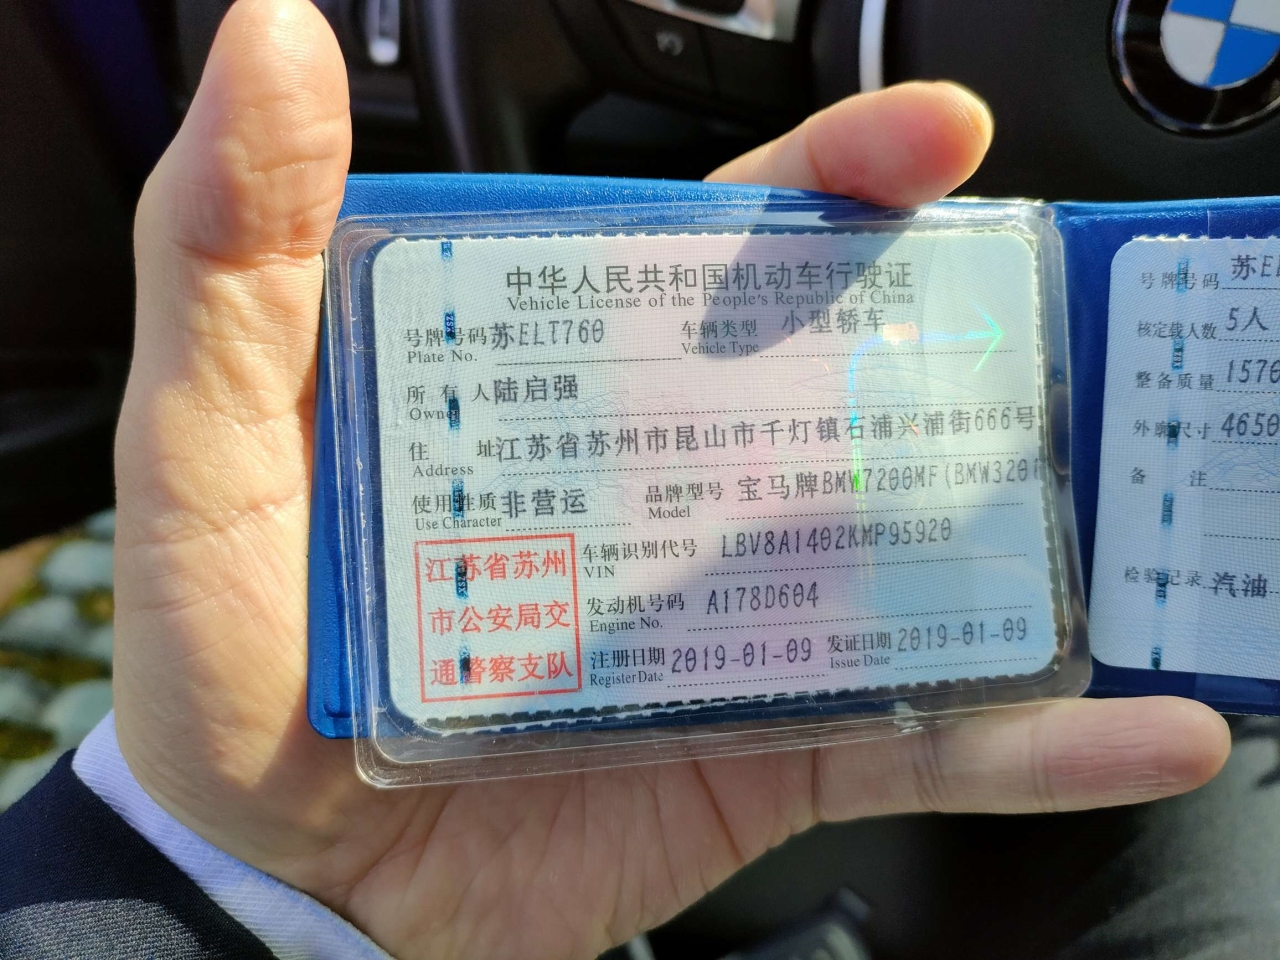 中华人民共和国机动车行驶证
Vehicle License of the People's Republic of China
号牌号码 苏ELT760 车辆类型 小型轿车
Plate No. Vehicle Type
所有人 陆启强
Owner
住址 江苏省苏州市昆山市千灯镇石浦兴浦街666号
Address
使用性质 非营运 品牌型号 宝马牌BMW7200MF(BMW320
Use Character Model
江苏省苏州
市公安局交
通警察支队
车辆识别代号 LBV8A1402KMP95920
VIN
发动机号码 A178D604
Engine No.
注册日期 2019-01-09 发证日期 2019-01-09
Register Date Issue Date
号牌号码 苏E
核定载人数 5人
整备质量 1570
外廓尺寸 4650
备注
检验记录 汽油